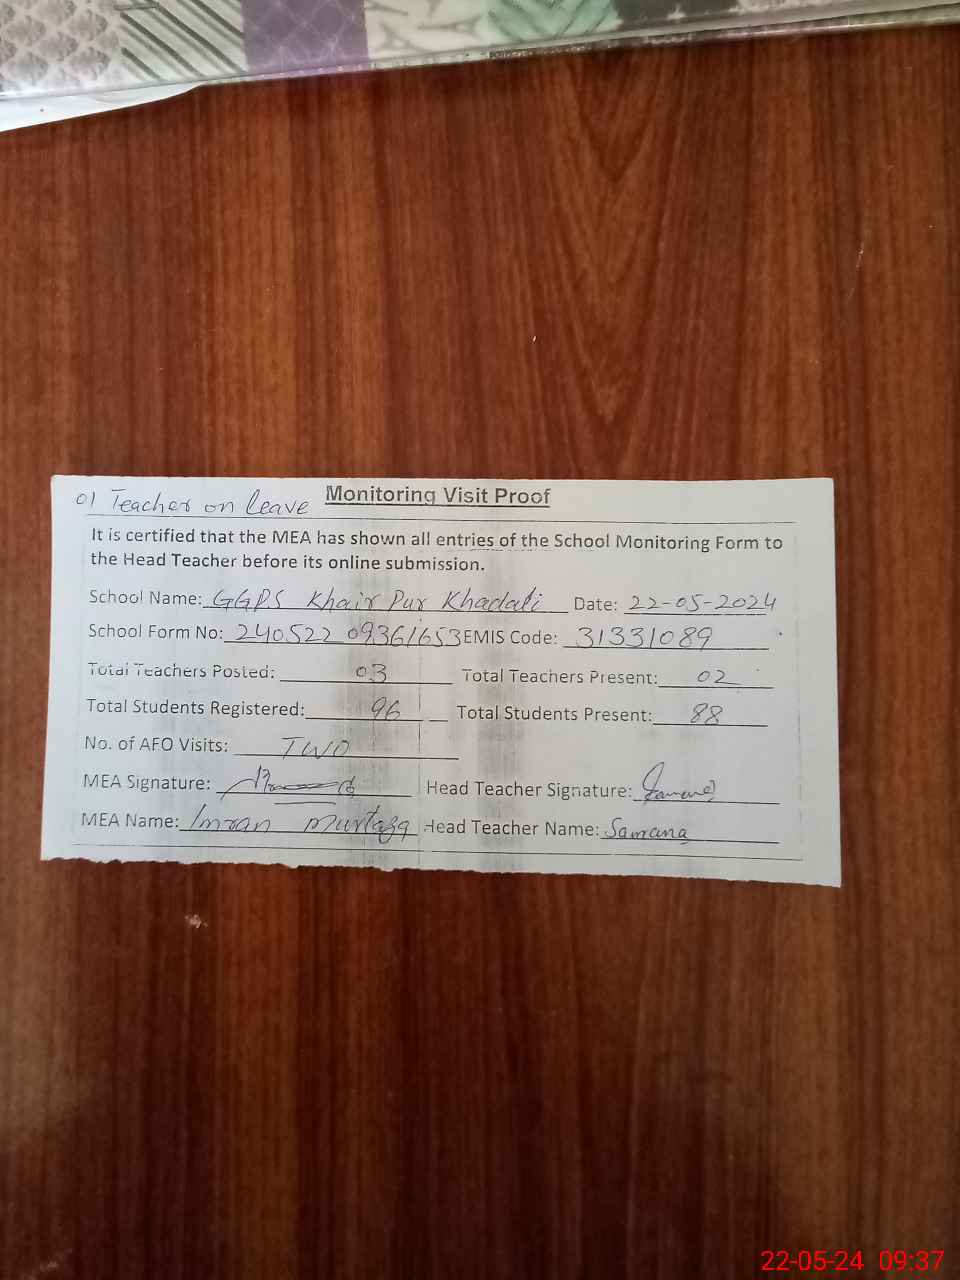 01 Teacher on Leave Monitoring Visit Proof
It is certified that the MEA has shown all entries of the School Monitoring Form to
the Head Teacher before its online submission.
School Name: GGPS Khair Pur Khadali Date: 22-05-2024
School Form No: 240522 09361653 EMIS Code: 31331089
Total Teachers Posted: 03 Total Teachers Present: 02
Total Students Registered: 96 Total Students Present: 88
No. of AFO Visits: TWO
MEA Signature: Head Teacher Signature:
MEA Name: Imran Murtaza Head Teacher Name: Samana
22-05-24 09:37